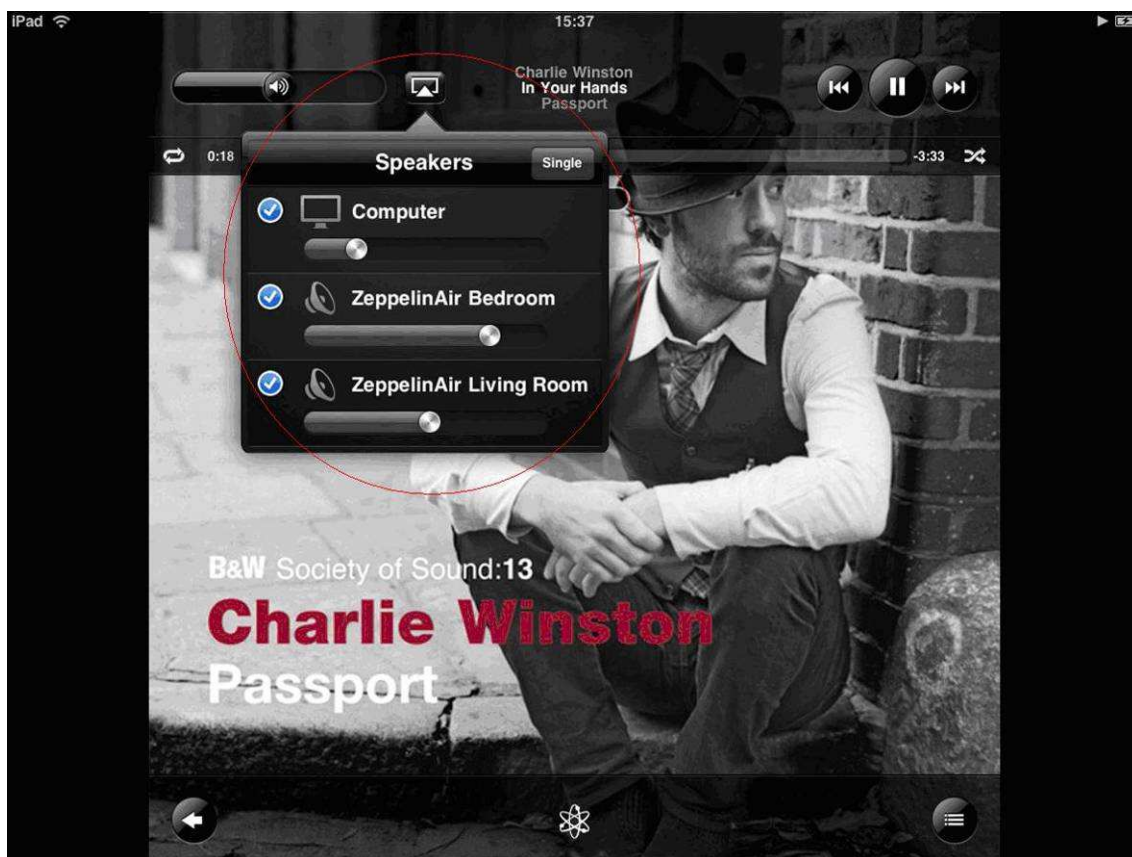 iPad
15:37
Charlie Winston
In Your Hands
Passport
0:18
-3:33
Speakers
Single
Computer
ZeppelinAir Bedroom
ZeppelinAir Living Room
B&W Society of Sound:13
Charlie Winston
Passport